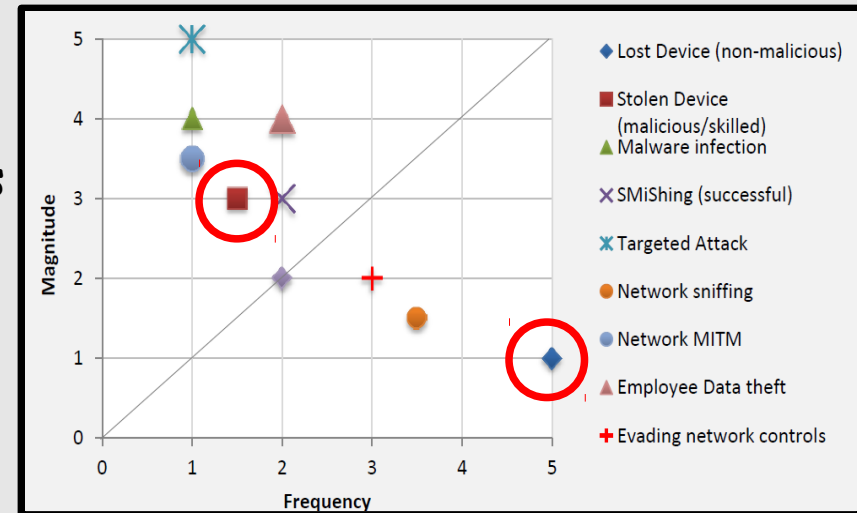 s
5
4
3
2
1
0
Magnitude
0 1 2 3 4 5
Frequency
Lost Device (non-malicious)
Stolen Device
(malicious/skilled)
Malware infection
SMiShing (successful)
Targeted Attack
Network sniffing
Network MITM
Employee Data theft
Evading network controls